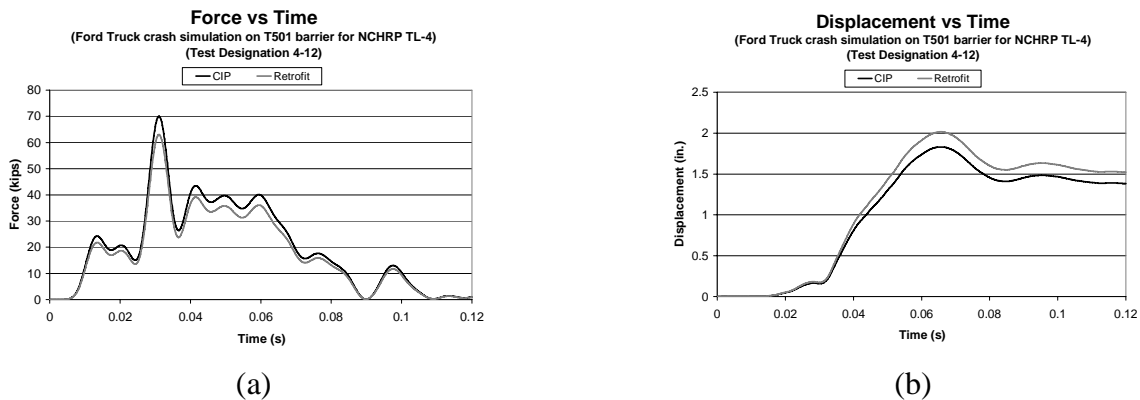 Force vs Time
(Ford Truck crash simulation on T501 barrier for NCHRP TL-4)
(Test Designation 4-12)
CIP Retrofit
80
70
60
50
40
30
20
10
0
Force (kips)
0 0.02 0.04 0.06 0.08 0.1 0.12
Time (s)
(a)
Displacement vs Time
(Ford Truck crash simulation on T501 barrier for NCHRP TL-4)
(Test Designation 4-12)
CIP Retrofit
2.5
2
1.5
1
0.5
0
Displacement (in.)
0 0.02 0.04 0.06 0.08 0.1 0.12
Time (s)
(b)